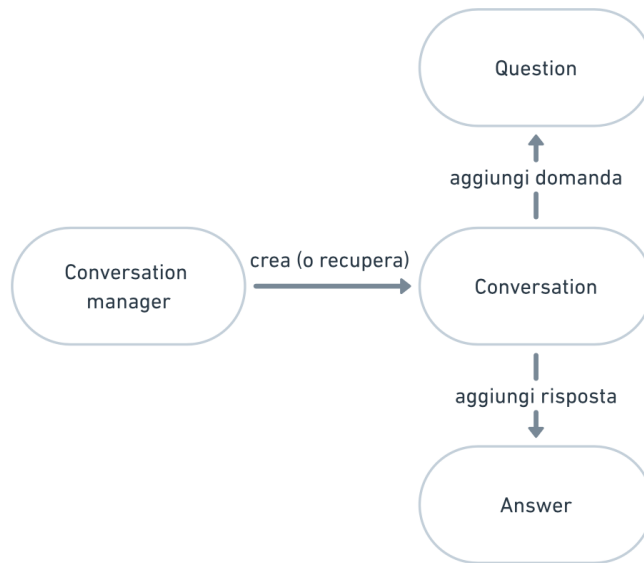 Question
aggiungi domanda
crea (o recupera)
Conversation
manager
Conversation
aggiungi risposta
Answer